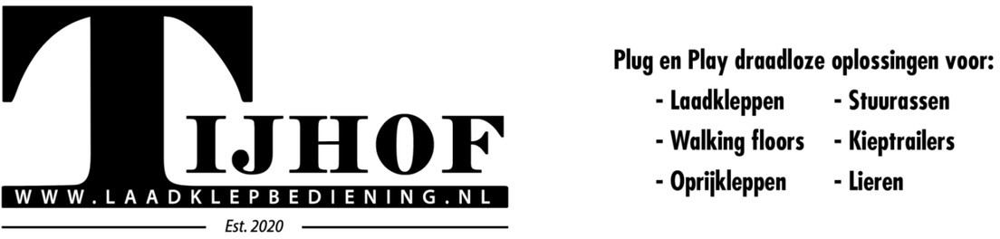 TIJHOF
WWW.LAADKLEPBEDIENING.NL
Est. 2020
Plug en Play draadloze oplossingen voor:
- Laadkleppen - Stuurassen
- Walking floors - Kieptrailers
- Oprijkleppen - Lieren